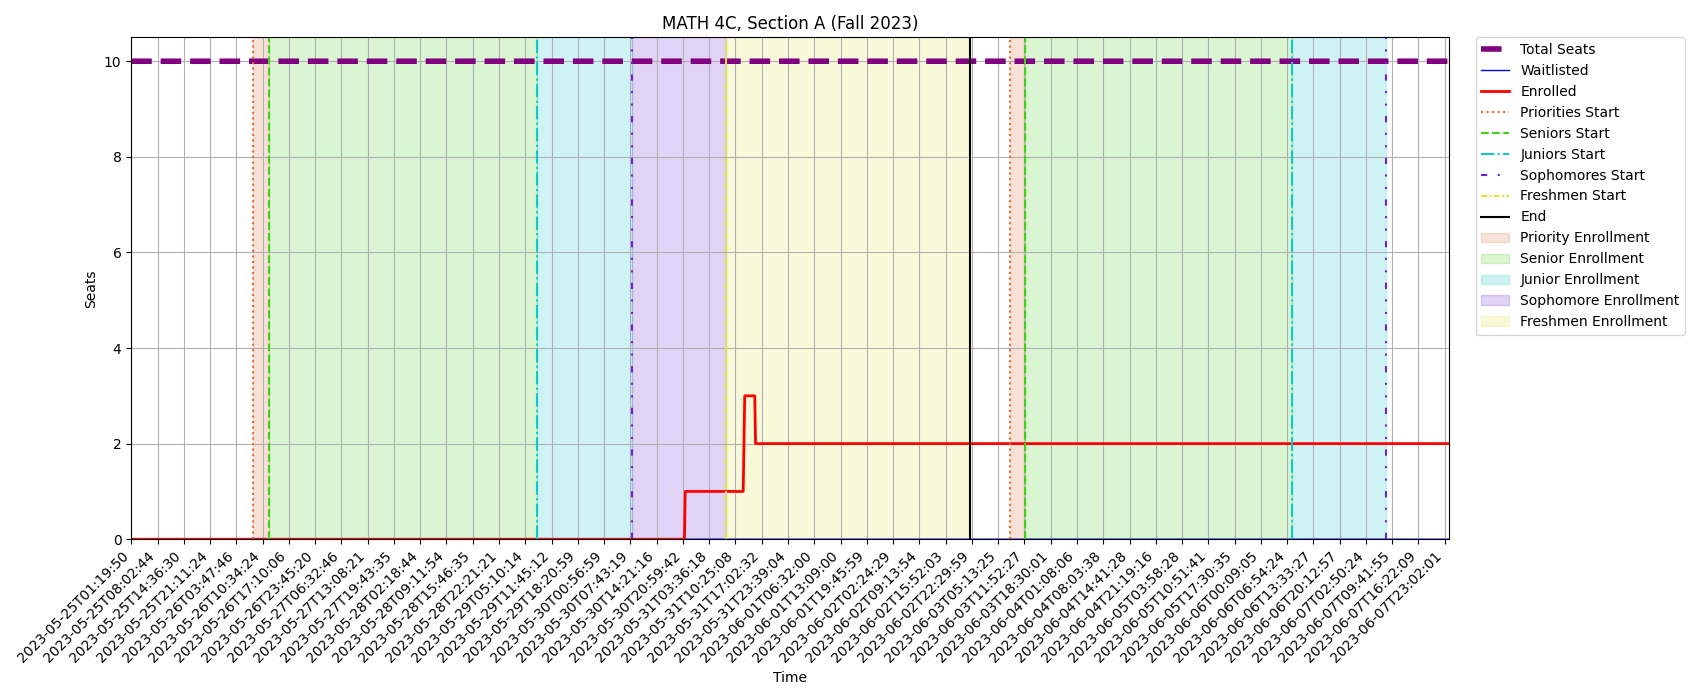 MATH 4C, Section A (Fall 2023)
Seats
10
8
6
4
2
0
2023-05-25T01:19:50
2023-05-25T08:02:44
2023-05-25T14:36:30
2023-05-25T21:11:24
2023-05-26T03:47:46
2023-05-26T10:34:24
2023-05-26T17:10:06
2023-05-26T23:45:20
2023-05-27T06:32:46
2023-05-27T13:08:21
2023-05-27T19:43:35
2023-05-28T02:18:44
2023-05-28T09:11:54
2023-05-28T15:46:35
2023-05-28T22:21:21
2023-05-29T05:10:14
2023-05-29T11:45:12
2023-05-29T18:20:59
2023-05-30T00:56:59
2023-05-30T07:43:19
2023-05-30T14:21:16
2023-05-30T20:59:42
2023-05-31T03:36:18
2023-05-31T10:25:08
2023-05-31T17:02:32
2023-05-31T23:39:04
2023-06-01T06:32:00
2023-06-01T13:09:00
2023-06-01T19:45:59
2023-06-02T02:24:29
2023-06-02T09:13:54
2023-06-02T15:52:03
2023-06-02T22:29:59
2023-06-03T05:13:25
2023-06-03T11:52:27
2023-06-03T18:30:01
2023-06-04T01:08:06
2023-06-04T08:03:38
2023-06-04T14:41:28
2023-06-04T21:19:16
2023-06-05T03:58:28
2023-06-05T10:51:41
2023-06-05T17:30:35
2023-06-06T00:09:05
2023-06-06T06:54:24
2023-06-06T13:33:27
2023-06-06T20:12:57
2023-06-07T02:50:24
2023-06-07T09:41:55
2023-06-07T16:22:09
2023-06-07T23:02:01
Time
Total Seats
Waitlisted
Enrolled
Priorities Start
Seniors Start
Juniors Start
Sophomores Start
Freshmen Start
End
Priority Enrollment
Senior Enrollment
Junior Enrollment
Sophomore Enrollment
Freshmen Enrollment